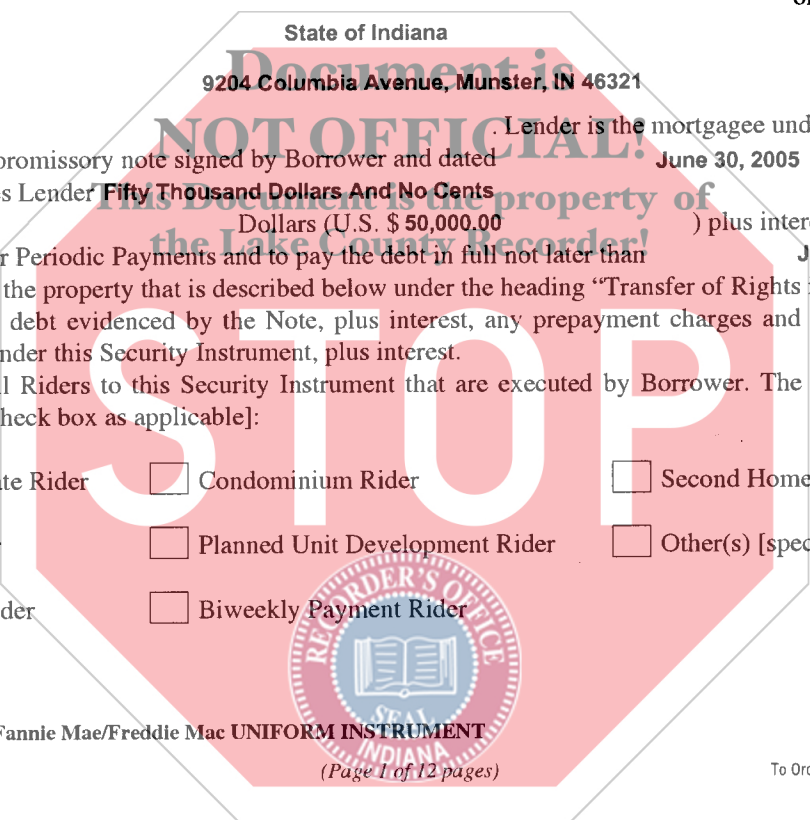 State of Indiana
Document is
9204 Columbia Avenue, Munster, IN 46321
NOT OFFICIAL!
. Lender is the mortgagee und
promissory note signed by Borrower and dated June 30, 2005
s Lender Fifty Thousand Dollars And No Cents
This Document is the property of
Dollars (U.S. $ 50,000.00 ) plus inter
the Lake County Recorder!
r Periodic Payments and to pay the debt in full not later than J
the property that is described below under the heading “Transfer of Rights
debt evidenced by the Note, plus interest, any prepayment charges and
nder this Security Instrument, plus interest.
l Riders to this Security Instrument that are executed by Borrower. The
heck box as applicable]:
STOP
te Rider Condominium Rider Second Home
Planned Unit Development Rider Other(s) [spec
der Biweekly Payment Rider
RECORDER'S OFFICE
SEAL
INDIANA
Fannie Mae/Freddie Mac UNIFORM INSTRUMENT
(Page 1 of 12 pages)
To Ord